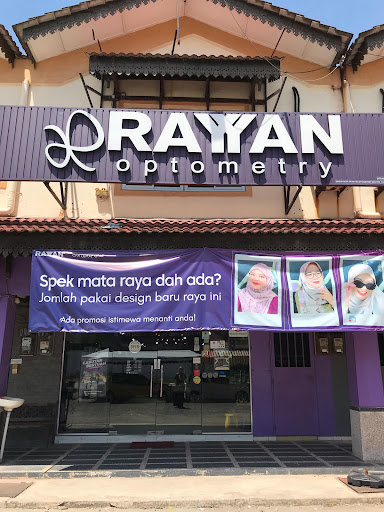 RAYYAN
optometry
RAYYAN
Spek mata raya dah ada?
Jomlah pakai design baru raya ini
Ada promosi istimewa menanti anda!